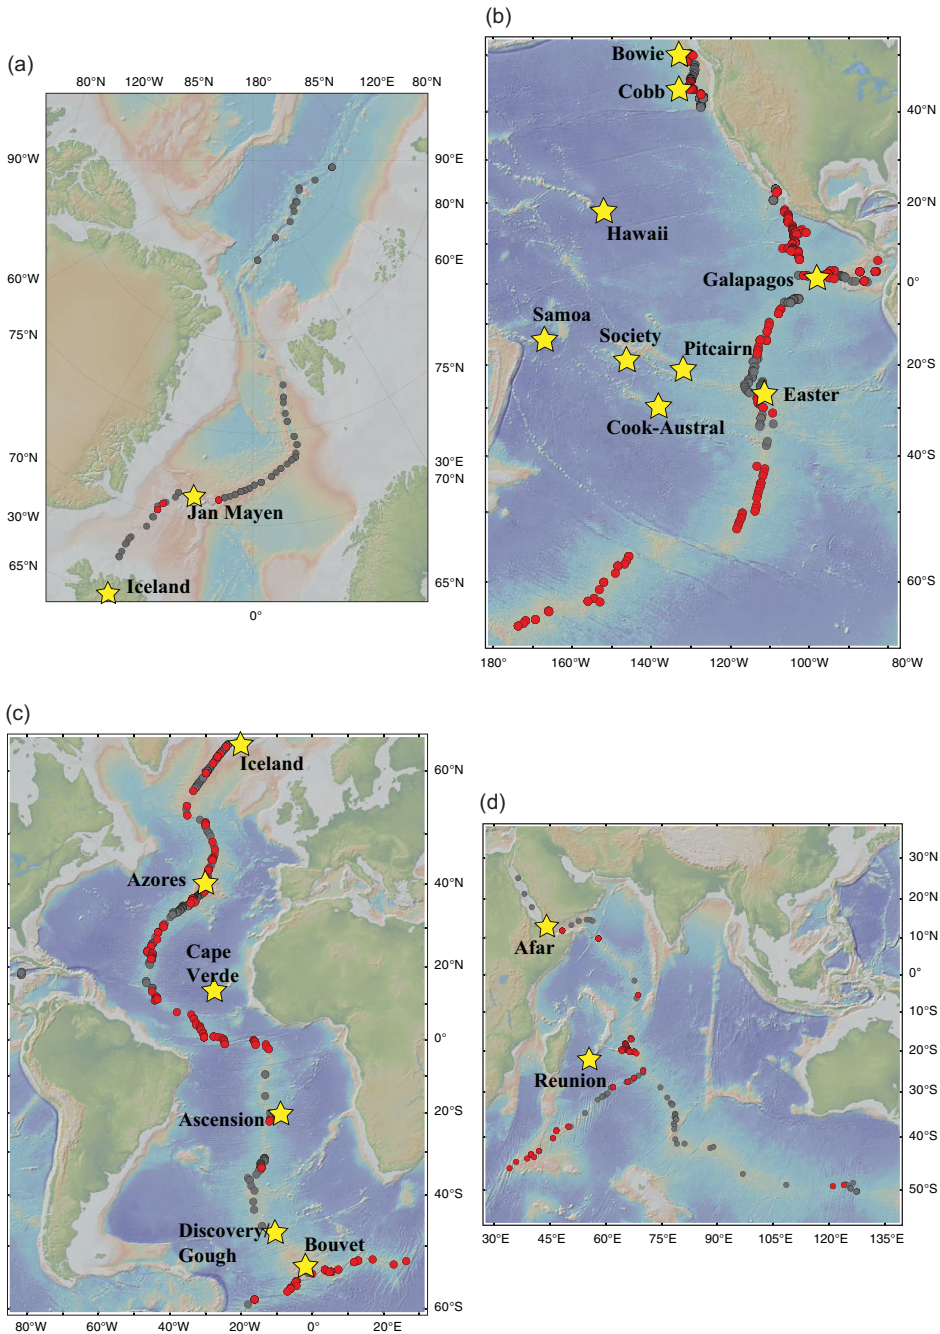 (a)
80°N 120°W 85°N 180° 85°N 120°E 80°N
90°W
90°E
80°N
60°E
60°W
75°N
75°N
70°N
30°E
70°N
30°W
65°N
65°N
0°
Jan Mayen
Iceland
(b)
Bowie
Cobb
Hawaii
Galapagos
Samoa
Society
Pitcairn
Easter
Cook-Austral
40°N
20°N
0°
20°S
40°S
60°S
180° 160°W 140°W 120°W 100°W 80°W
(c)
Iceland
Azores
Cape
Verde
Ascension
Discovery
Gough
Bouvet
60°N
40°N
20°N
0°
20°S
40°S
60°S
80°W 60°W 40°W 20°W 0° 20°E
(d)
Afar
Reunion
30°N
20°N
10°N
0°
10°S
20°S
30°S
40°S
50°S
30°E 45°E 60°E 75°E 90°E 105°E 120°E 135°E